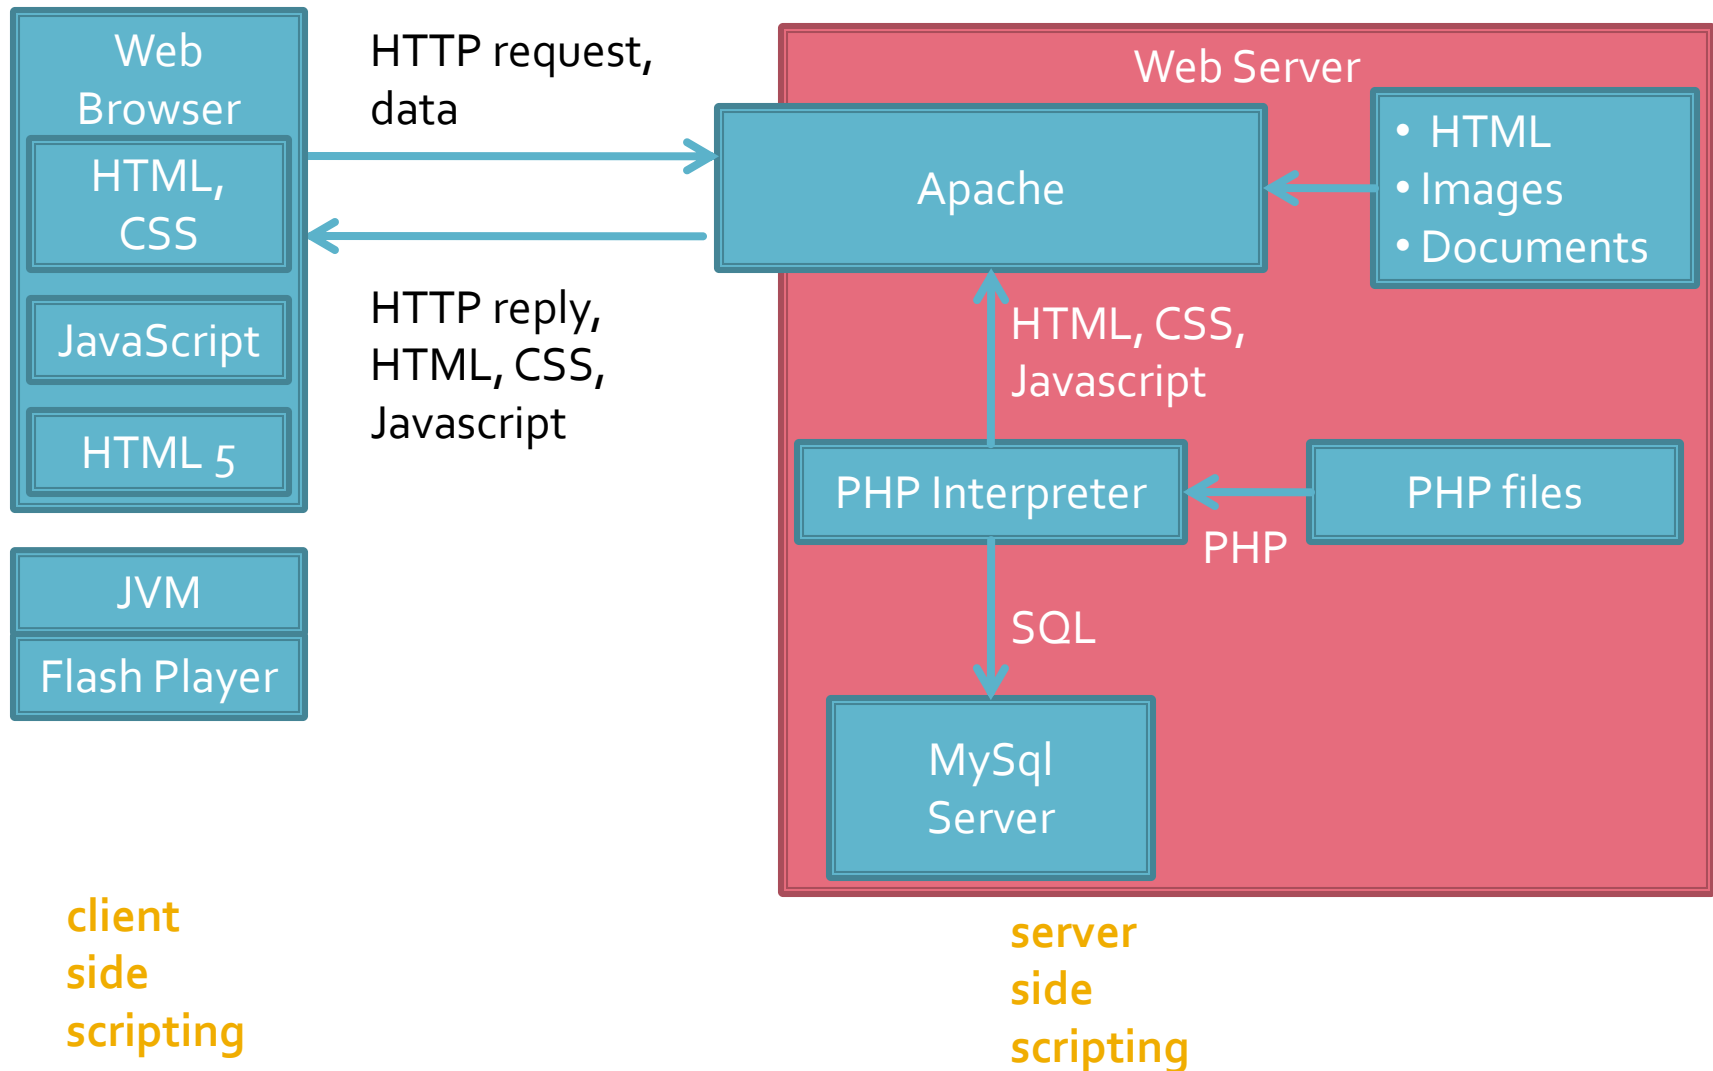 Web
Browser
HTML,
CSS
JavaScript
HTML 5
JVM
Flash Player
client
side
scripting
HTTP request,
data
HTTP reply,
HTML, CSS,
Javascript
Web Server
Apache
• HTML
• Images
• Documents
HTML, CSS,
Javascript
PHP Interpreter
PHP files
PHP
SQL
MySql
Server
server
side
scripting